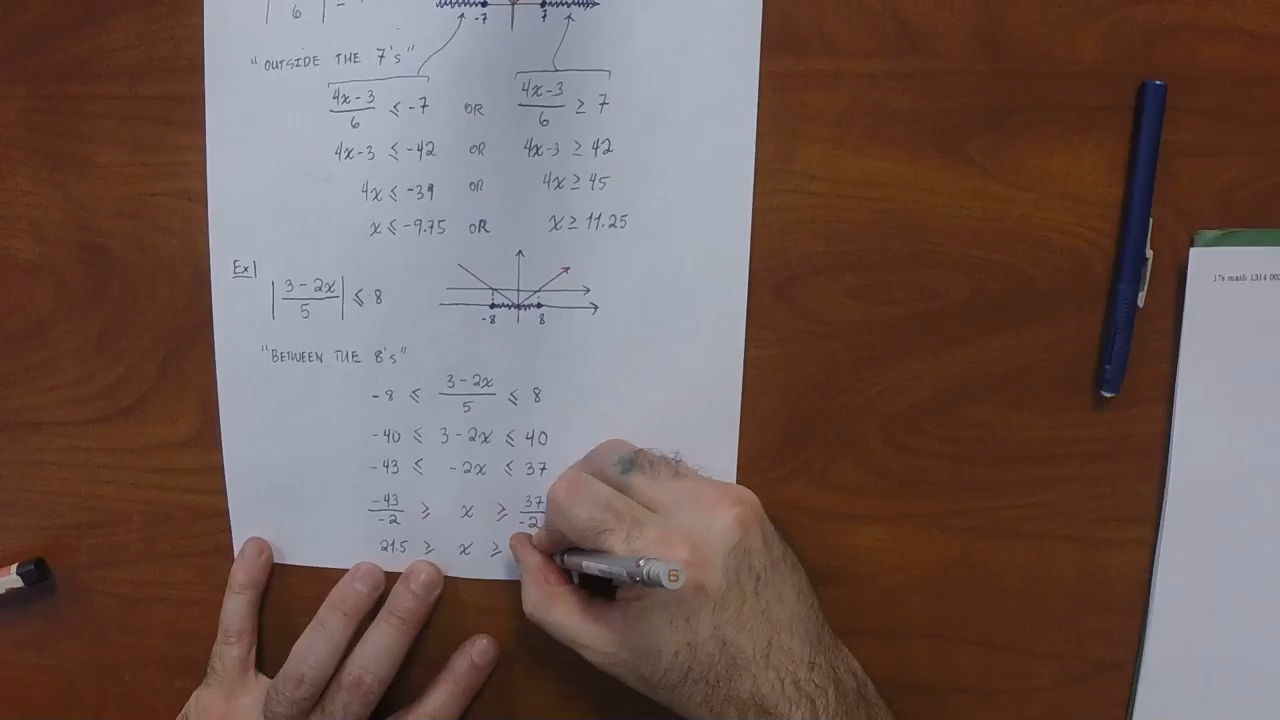 6
-7 7
"OUTSIDE THE 7's"
4x-3/6 ≤ -7 OR 4x-3/6 ≥ 7
4x-3 ≤ -42 OR 4x-3 ≥ 42
4x ≤ -39 OR 4x ≥ 45
x ≤ -9.75 OR x ≥ 11.25
Ex|
|3-2x/5| ≤ 8
-8 8
"BETWEEN THE 8's"
-8 ≤ 3-2x/5 ≤ 8
-40 ≤ 3-2x ≤ 40
-43 ≤ -2x ≤ 37
-43/-2 ≥ x ≥ 37/-2
21.5 ≥ x ≥
17s math 1314